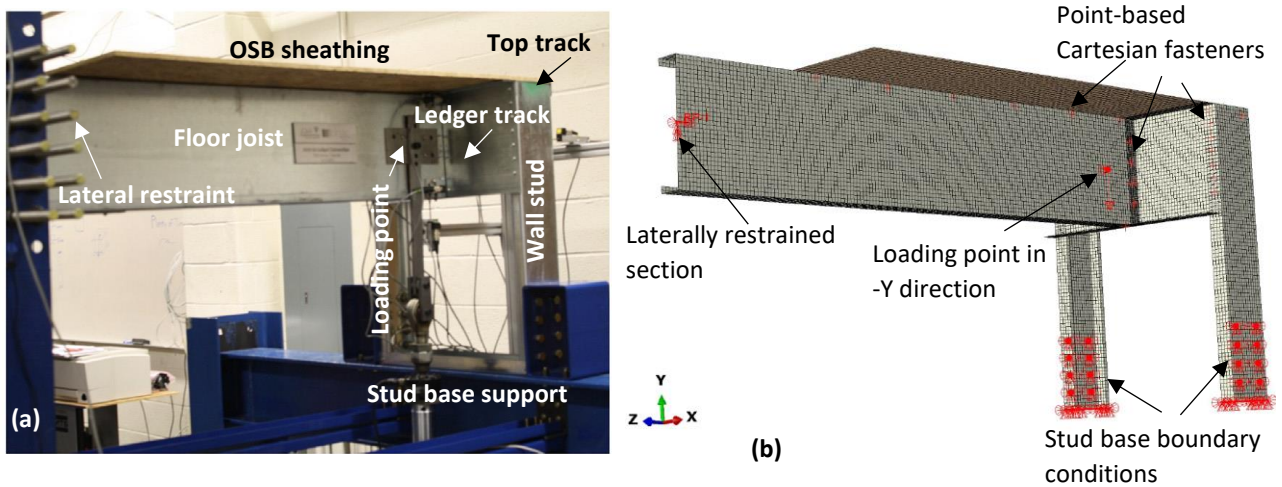 OSB sheathing
Top track
Ledger track
Floor joist
Lateral restraint
Loading point
Wall stud
Stud base support
(a)
Point-based
Cartesian fasteners
Laterally restrained
section
Loading point in
-Y direction
Y
Z
X
(b)
Stud base boundary
conditions